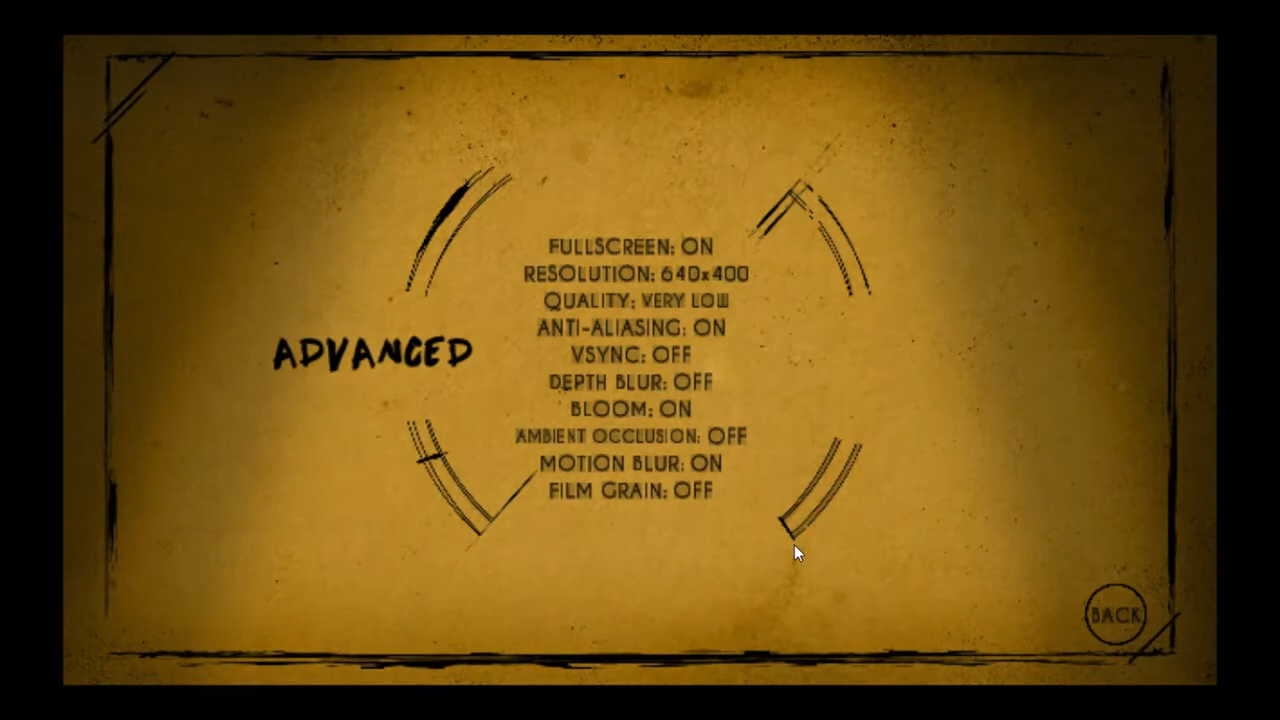 FULLSCREEN: ON
RESOLUTION: 640x400
QUALITY: VERY LOW
ANTI-ALIASING: ON
ADVANCED
VSYNC: OFF
DEPTH BLUR: OFF
BLOOM: ON
AMBIENT OCCLUSION: OFF
MOTION BLUR: ON
FILM GRAIN: OFF
BACK